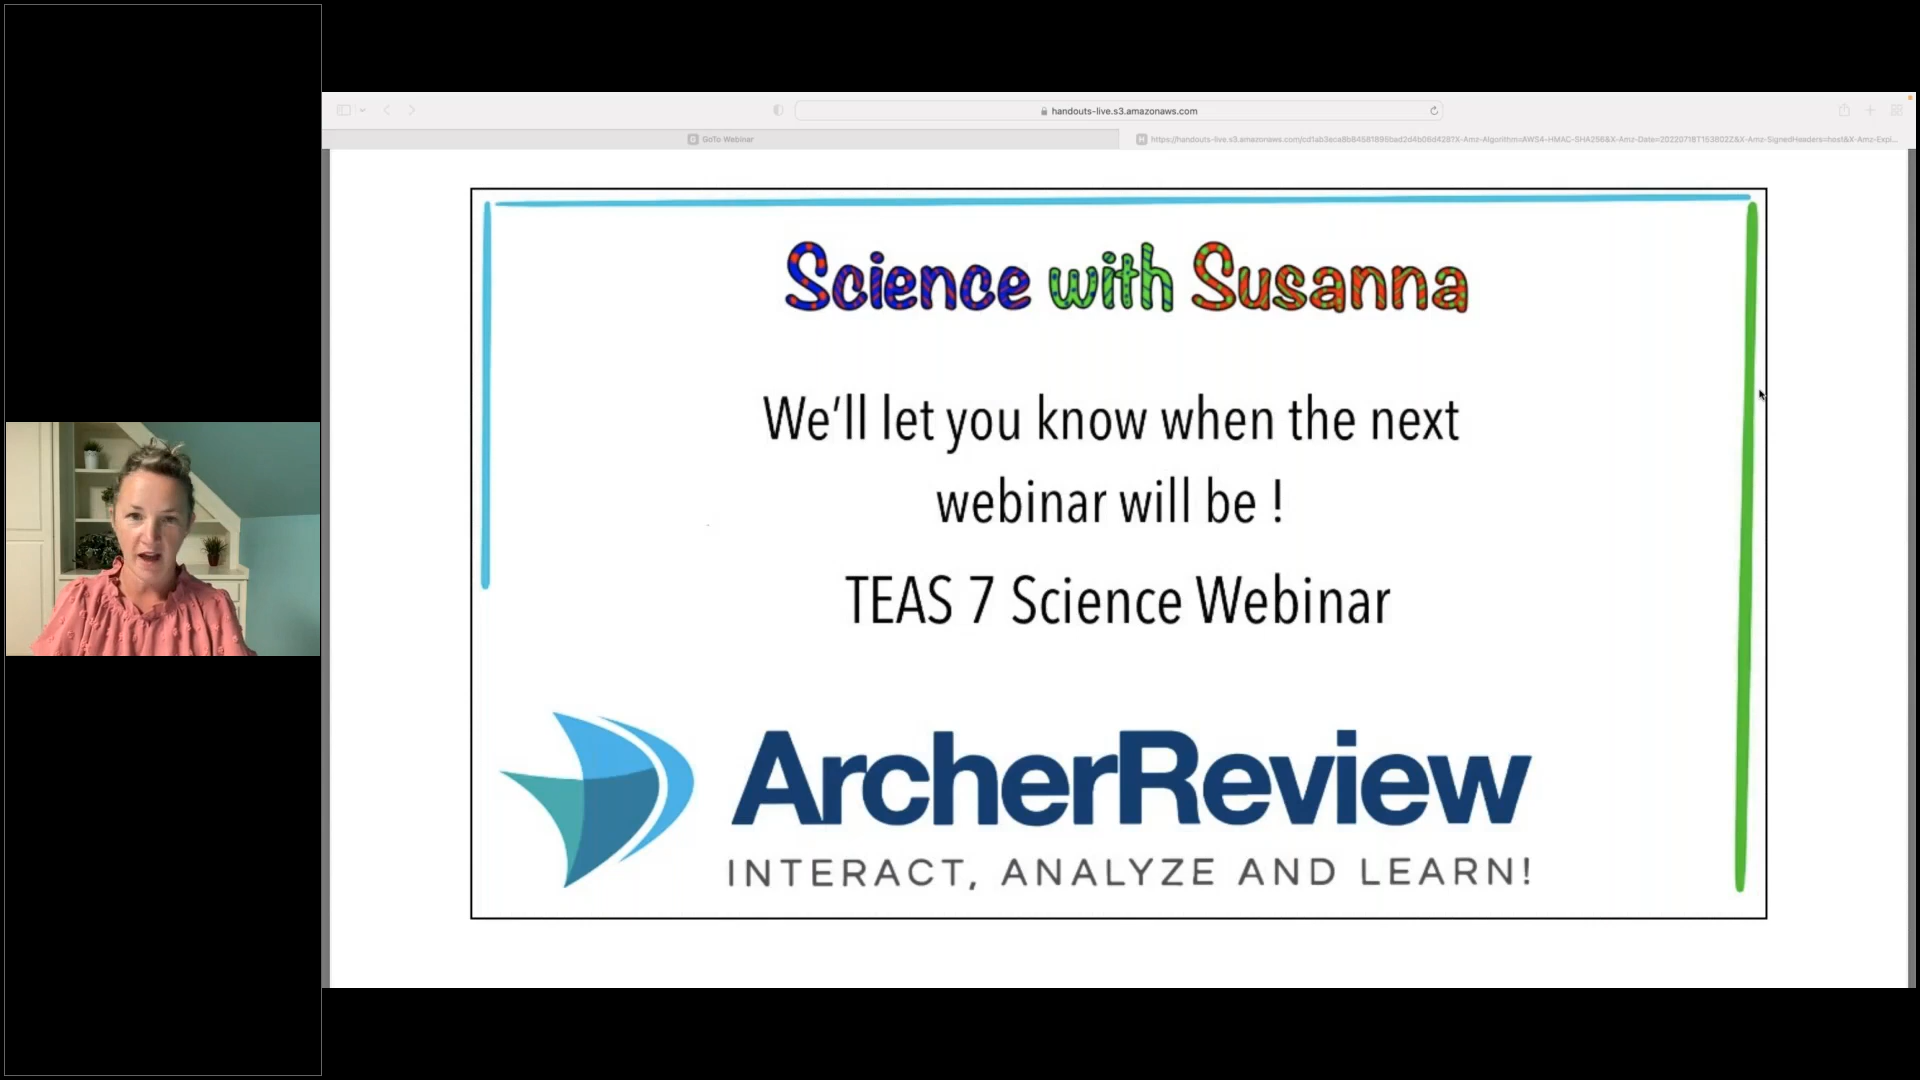 handouts-live.s3.amazonaws.com
GoTo Webinar
Science with Susanna
We'll let you know when the next
webinar will be !
TEAS 7 Science Webinar
ArcherReview
INTERACT, ANALYZE AND LEARN!